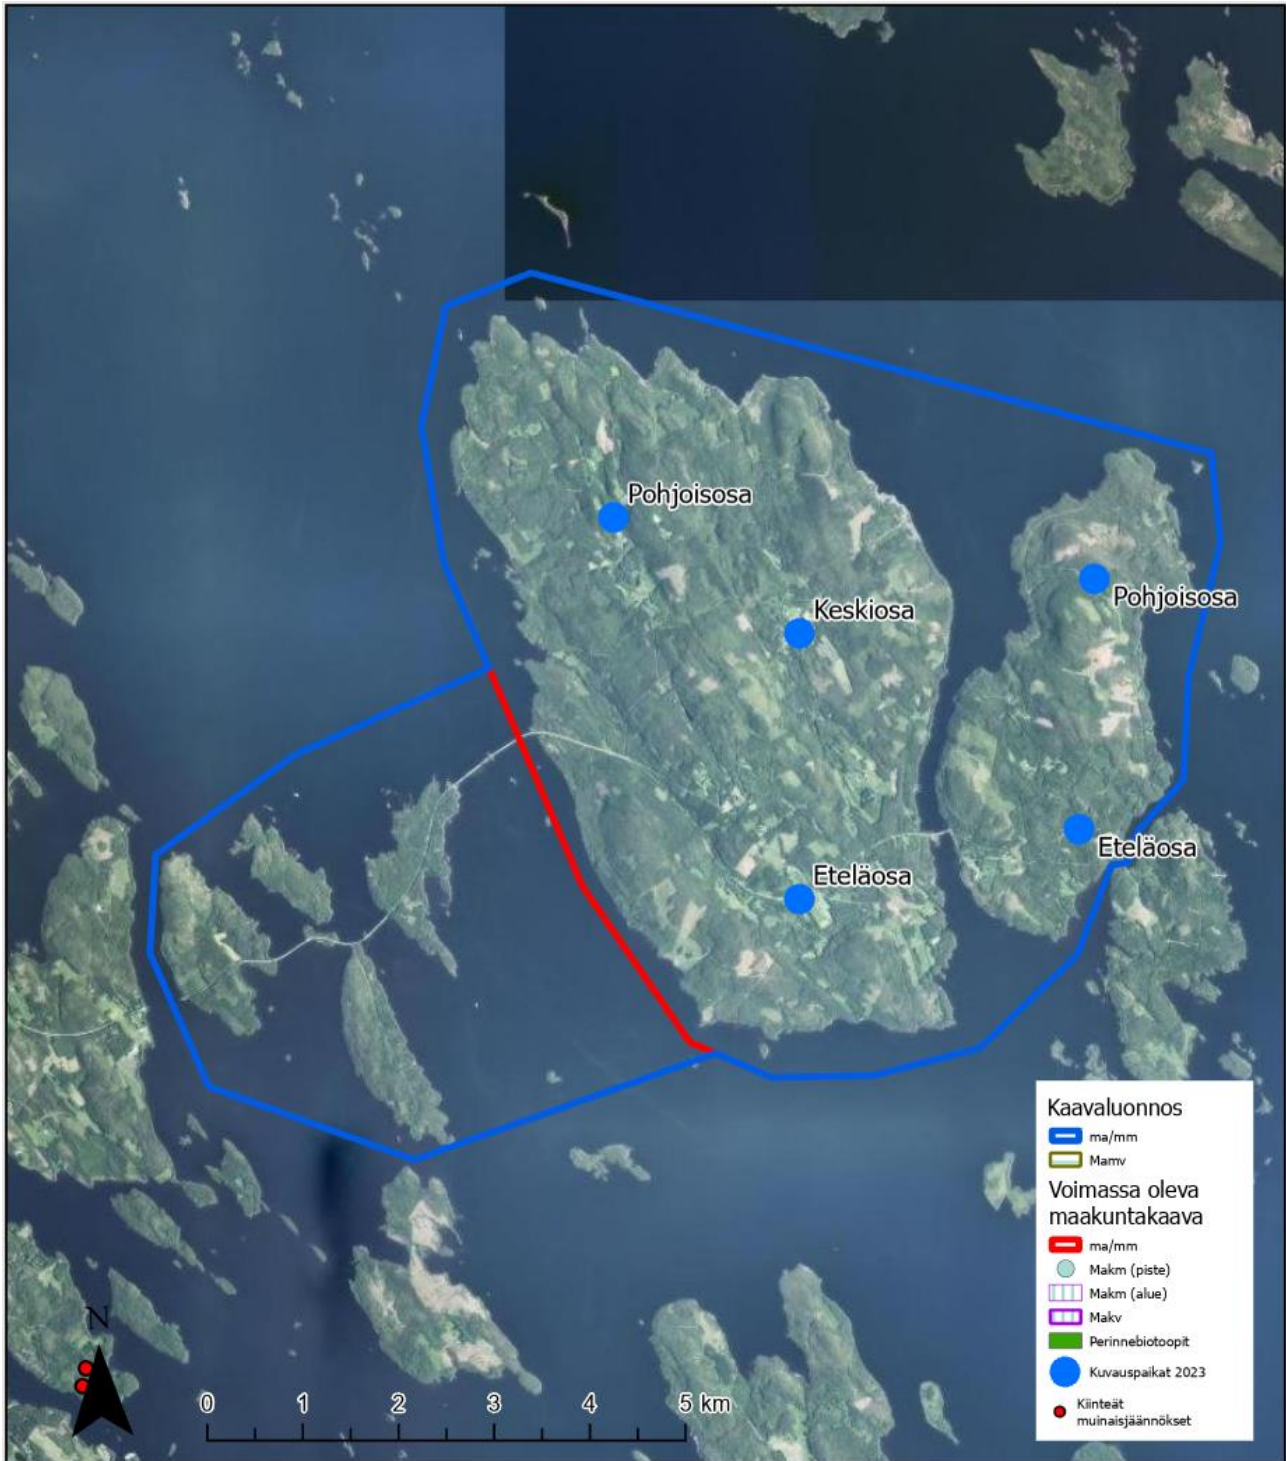 Pohjoisosa
Keskiosa
Pohjoisosa
Eteläosa
Eteläosa
Kaavaluonnos
ma/mm
Mamv
Voimassa oleva
maakuntakaava
ma/mm
Makm (piste)
Makm (alue)
Makv
Perinnebiotoopit
Kuvauspaikat 2023
Kiinteät
muinaisjäännökset
N
0 1 2 3 4 5 km